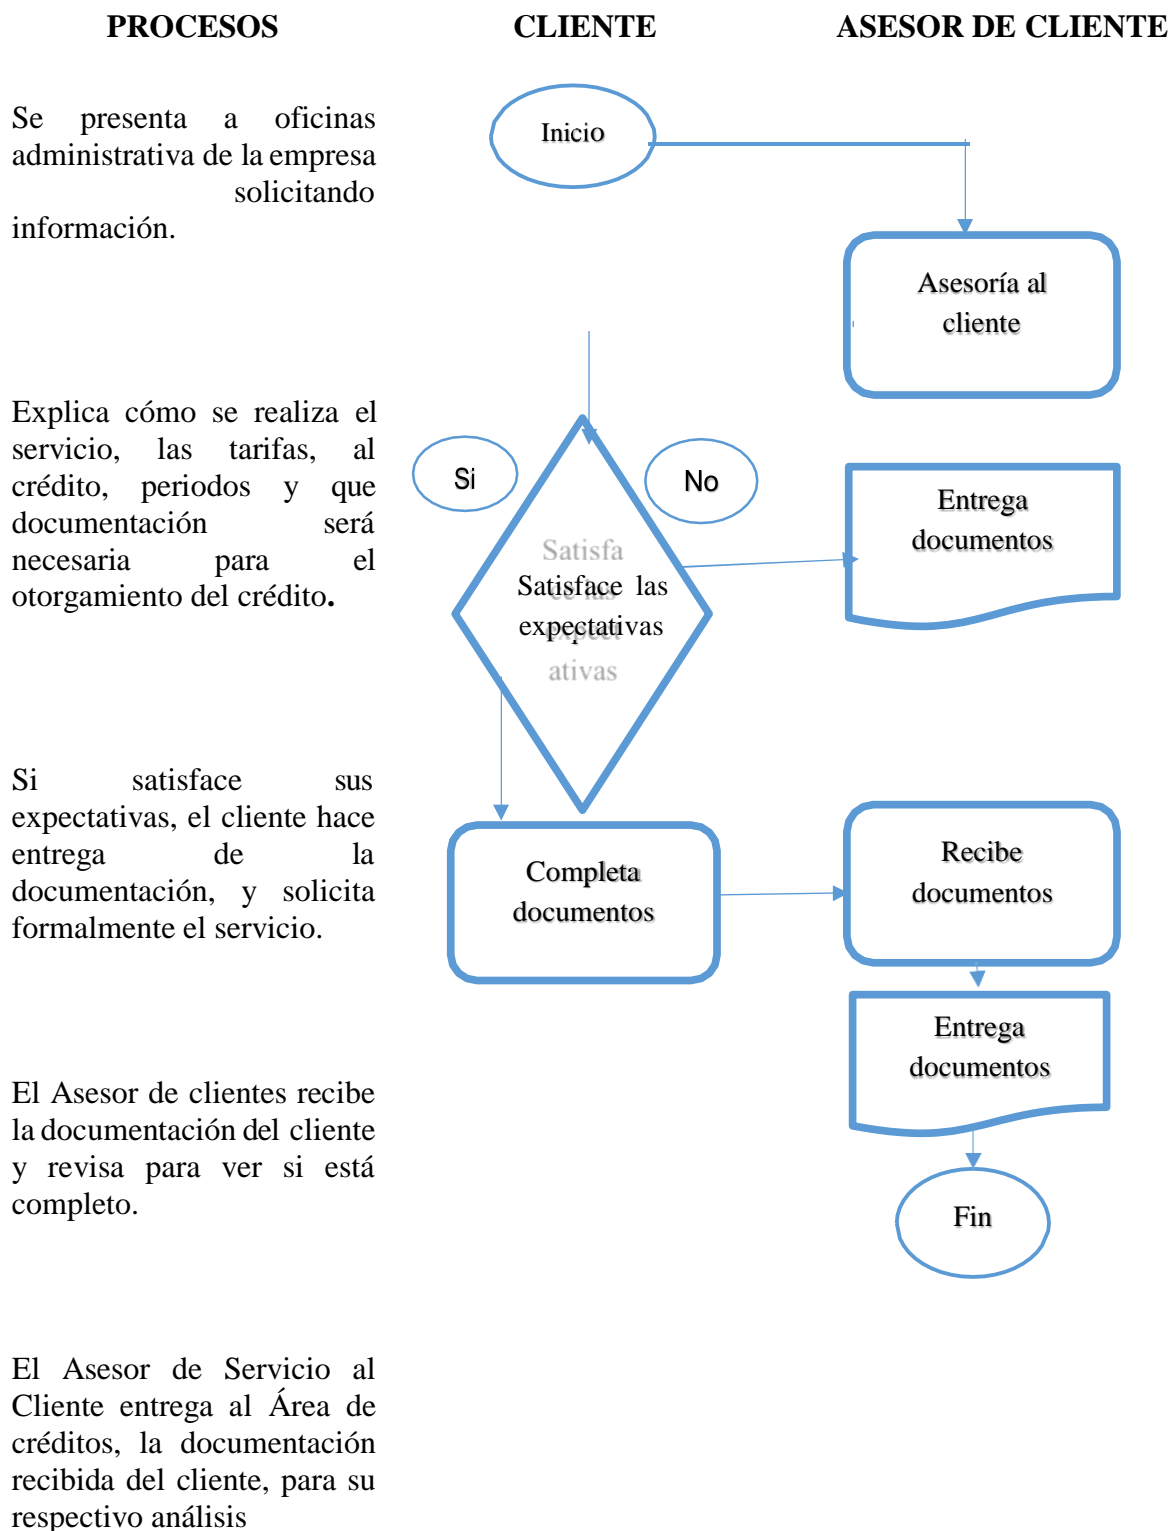 PROCESOS CLIENTE ASESOR DE CLIENTE
Se presenta a oficinas
administrativa de la empresa
solicitando
información.
Inicio
Asesoría al
cliente
Explica cómo se realiza el
servicio, las tarifas, al
crédito, periodos y que
documentación será
necesaria para el
otorgamiento del crédito.
Si
No
Satisfa
ce las
expect
ativas
Satisface las
expectativas
Entrega
documentos
Si satisface sus
expectativas, el cliente hace
entrega de la
documentación, y solicita
formalmente el servicio.
Completa
documentos
Recibe
documentos
Entrega
documentos
El Asesor de clientes recibe
la documentación del cliente
y revisa para ver si está
completo.
Fin
El Asesor de Servicio al
Cliente entrega al Área de
créditos, la documentación
recibida del cliente, para su
respectivo análisis